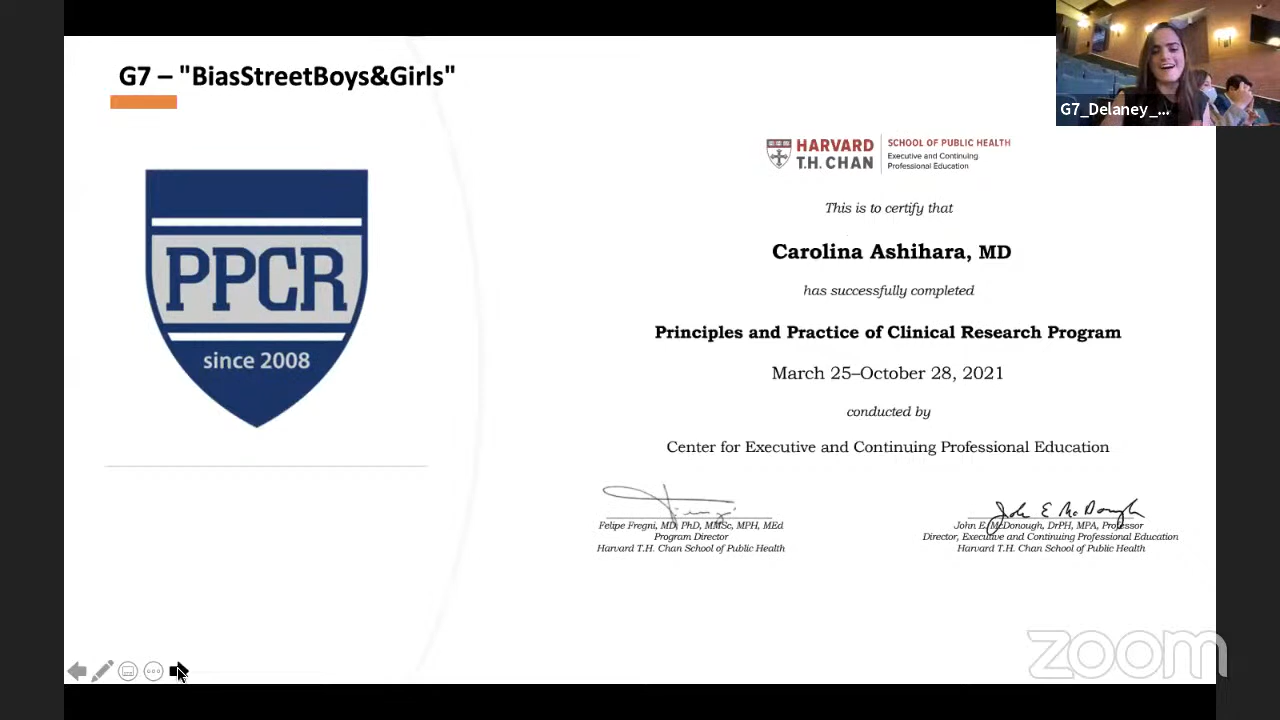 G7 – "BiasStreetBoys&Girls"
G7_Delaney_...
PPCR
since 2008
HARVARD
T.H. CHAN
SCHOOL OF PUBLIC HEALTH
Executive and Continuing
Professional Education
This is to certify that
Carolina Ashihara, MD
has successfully completed
Principles and Practice of Clinical Research Program
March 25–October 28, 2021
conducted by
Center for Executive and Continuing Professional Education
Felipe Fregni, MD, PhD, MMSc, MPH, MEd
Program Director
Harvard T.H. Chan School of Public Health
John E McDonough
John E. McDonough, DrPH, MPA, Professor
Director, Executive and Continuing Professional Education
Harvard T.H. Chan School of Public Health
zoom